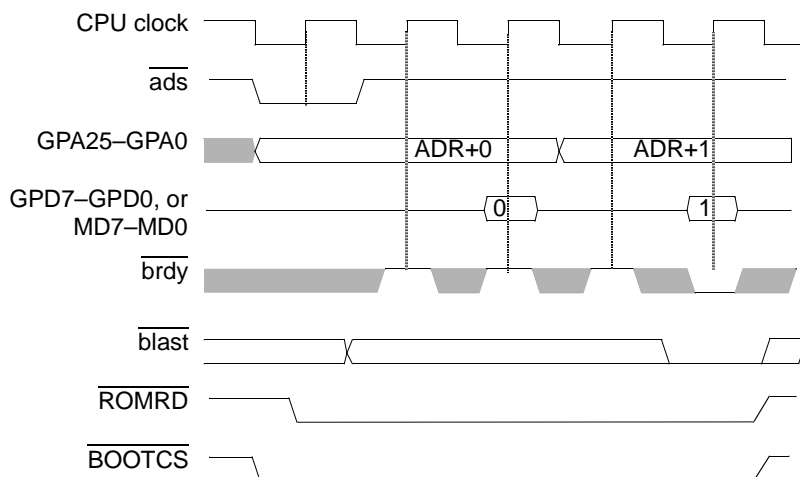 CPU clock
ads
GPA25–GPA0
ADR+0 ADR+1
GPD7–GPD0, or
MD7–MD0
0 1
brdy
blast
ROMRD
BOOTCS